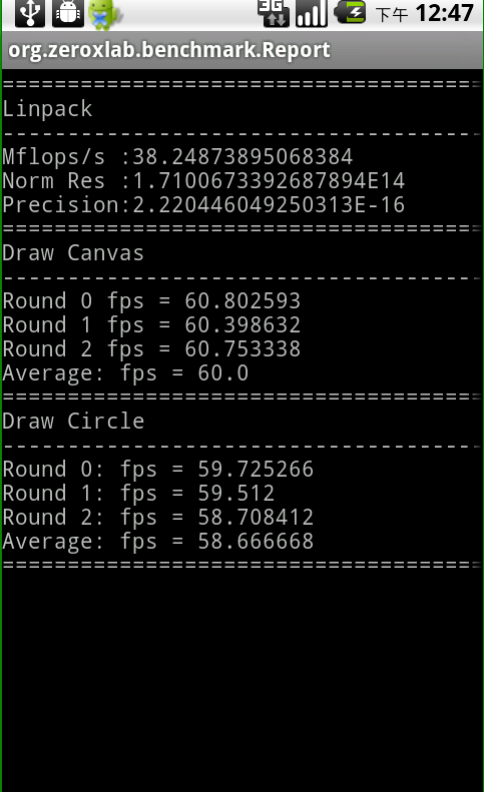 3G 下午 12:47
org.zeroxlab.benchmark.Report
=====================================
Linpack
-------------------------------------
Mflops/s :38.24873895068384
Norm Res :1.7100673392687894E14
Precision:2.220446049250313E-16
=====================================
Draw Canvas
-------------------------------------
Round 0 fps = 60.802593
Round 1 fps = 60.398632
Round 2 fps = 60.753338
Average: fps = 60.0
=====================================
Draw Circle
-------------------------------------
Round 0: fps = 59.725266
Round 1: fps = 59.512
Round 2: fps = 58.708412
Average: fps = 58.666668
=====================================